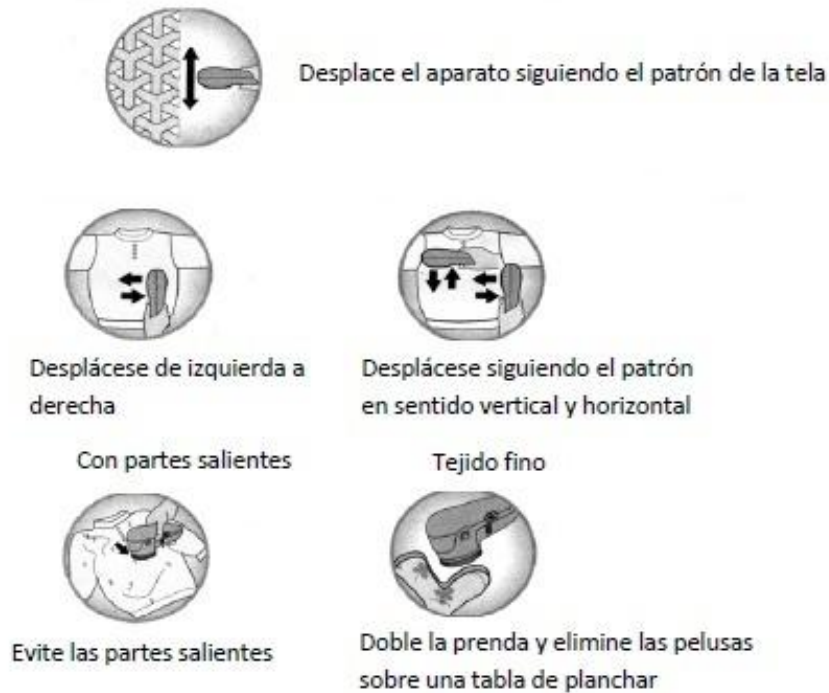 Desplace el aparato siguiendo el patrón de la tela
Desplácese de izquierda a
derecha
Desplácese siguiendo el patrón
en sentido vertical y horizontal
Con partes salientes
Tejido fino
Evite las partes salientes
Doble la prenda y elimine las pelusas
sobre una tabla de planchar